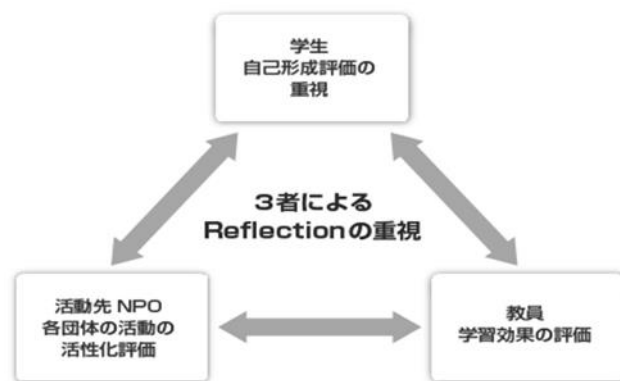 学生
自己形成評価の
重視
3者による
Reflectionの重視
活動先 NPO
各団体の活動の
活性化評価
教員
学習効果の評価